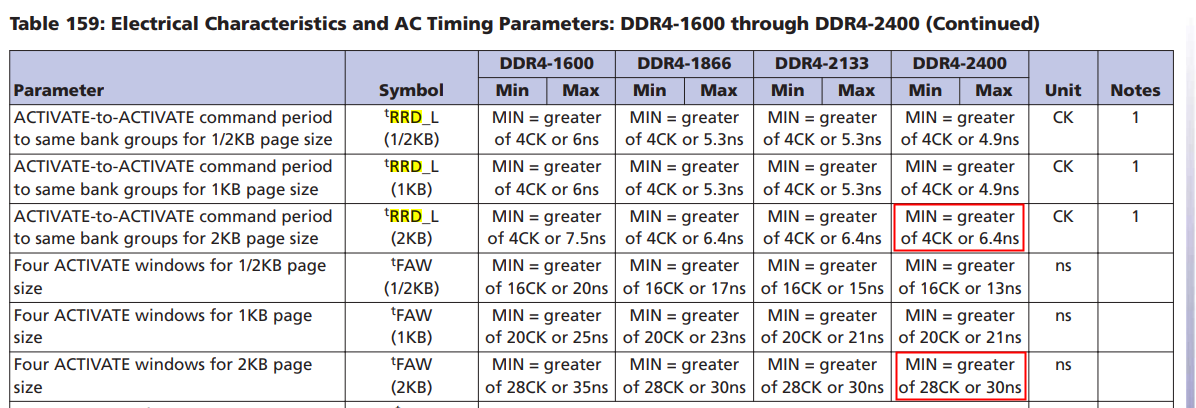 Table 159: Electrical Characteristics and AC Timing Parameters: DDR4-1600 through DDR4-2400 (Continued)
DDR4-1600 DDR4-1866 DDR4-2133 DDR4-2400
Parameter Symbol Min Max Min Max Min Max Min Max Unit Notes
ACTIVATE-to-ACTIVATE command period tRRD_L MIN = greater MIN = greater MIN = greater MIN = greater CK 1
to same bank groups for 1/2KB page size (1/2KB) of 4CK or 6ns of 4CK or 5.3ns of 4CK or 5.3ns of 4CK or 4.9ns
ACTIVATE-to-ACTIVATE command period tRRD_L MIN = greater MIN = greater MIN = greater MIN = greater CK 1
to same bank groups for 1KB page size (1KB) of 4CK or 6ns of 4CK or 5.3ns of 4CK or 5.3ns of 4CK or 4.9ns
ACTIVATE-to-ACTIVATE command period tRRD_L MIN = greater MIN = greater MIN = greater MIN = greater CK 1
to same bank groups for 2KB page size (2KB) of 4CK or 7.5ns of 4CK or 6.4ns of 4CK or 6.4ns of 4CK or 6.4ns
Four ACTIVATE windows for 1/2KB page tFAW MIN = greater MIN = greater MIN = greater MIN = greater ns
size (1/2KB) of 16CK or 20ns of 16CK or 17ns of 16CK or 15ns of 16CK or 13ns
Four ACTIVATE windows for 1KB page tFAW MIN = greater MIN = greater MIN = greater MIN = greater ns
size (1KB) of 20CK or 25ns of 20CK or 23ns of 20CK or 21ns of 20CK or 21ns
Four ACTIVATE windows for 2KB page tFAW MIN = greater MIN = greater MIN = greater MIN = greater ns
size (2KB) of 28CK or 35ns of 28CK or 30ns of 28CK or 30ns of 28CK or 30ns